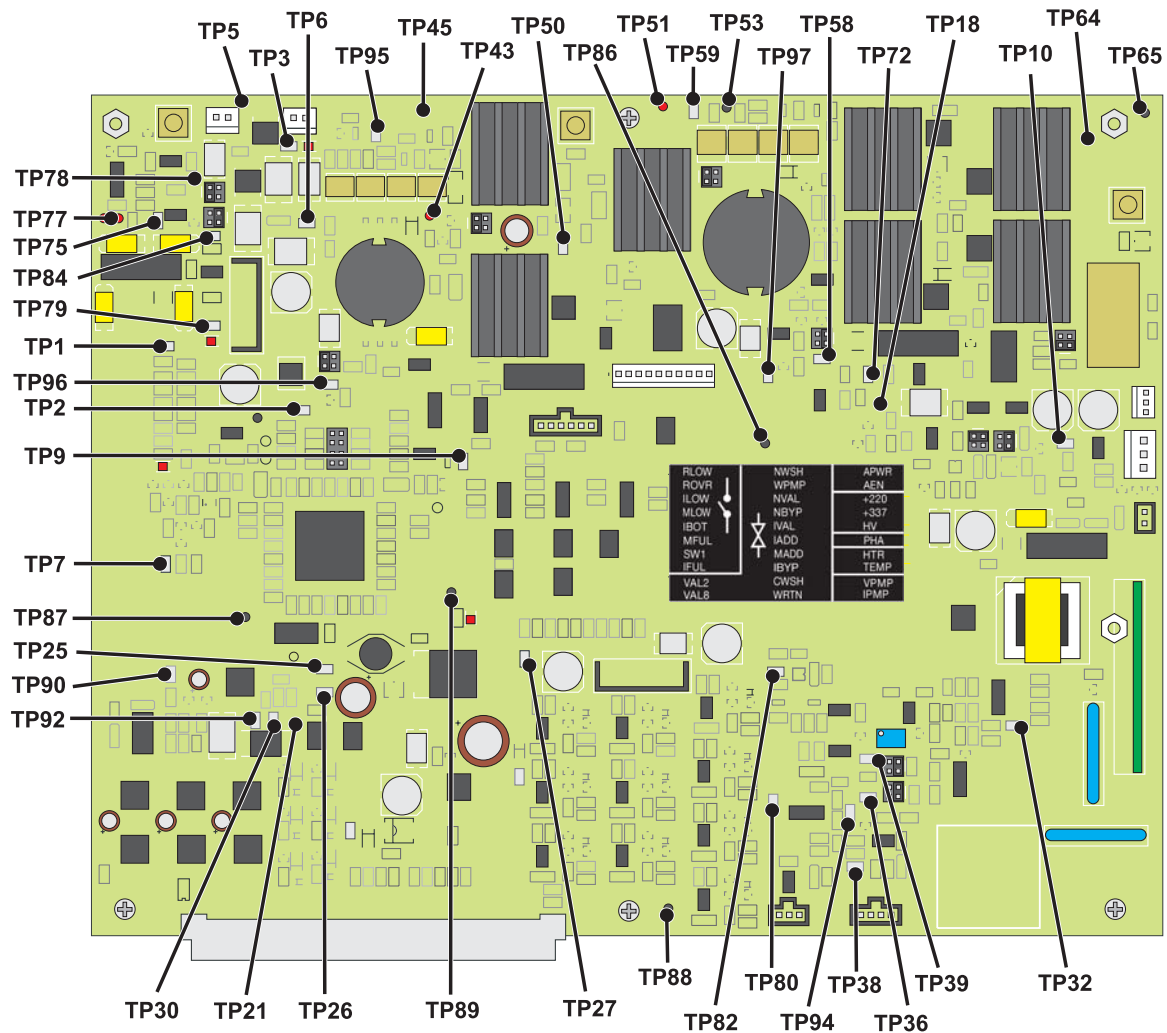 TP6
TP5
TP3
TP95
TP45
TP43
TP50
TP86
TP51
TP59
TP53
TP97
TP58
TP72
TP18
TP10
TP64
TP65
TP78
TP77
TP75
TP84
TP79
TP1
TP96
TP2
TP9
TP7
TP87
TP25
TP90
TP92
RLOW NWSH APWR
ROVR WPMP AEN
ILOW NVAL +220
MLOW NBYP +337
IBOT IVAL HV
MFUL IADD PHA
SW1 MADD HTR
IFUL IBYP TEMP
VAL2 CWSH VPMP
VAL8 WRTN IPMP
TP30
TP21
TP26
TP89
TP27
TP88
TP82
TP80
TP94
TP38
TP36
TP39
TP32